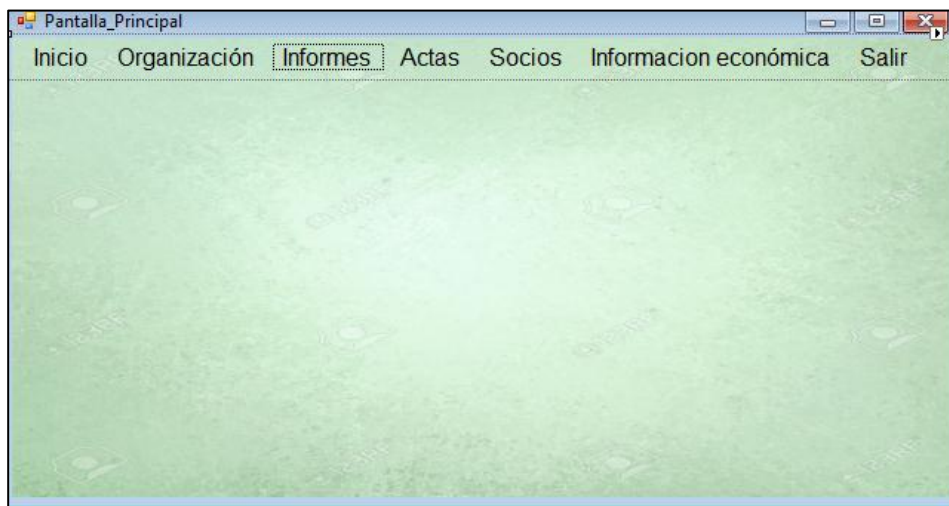 Pantalla_Principal
Inicio Organización Informes Actas Socios Informacion económica Salir